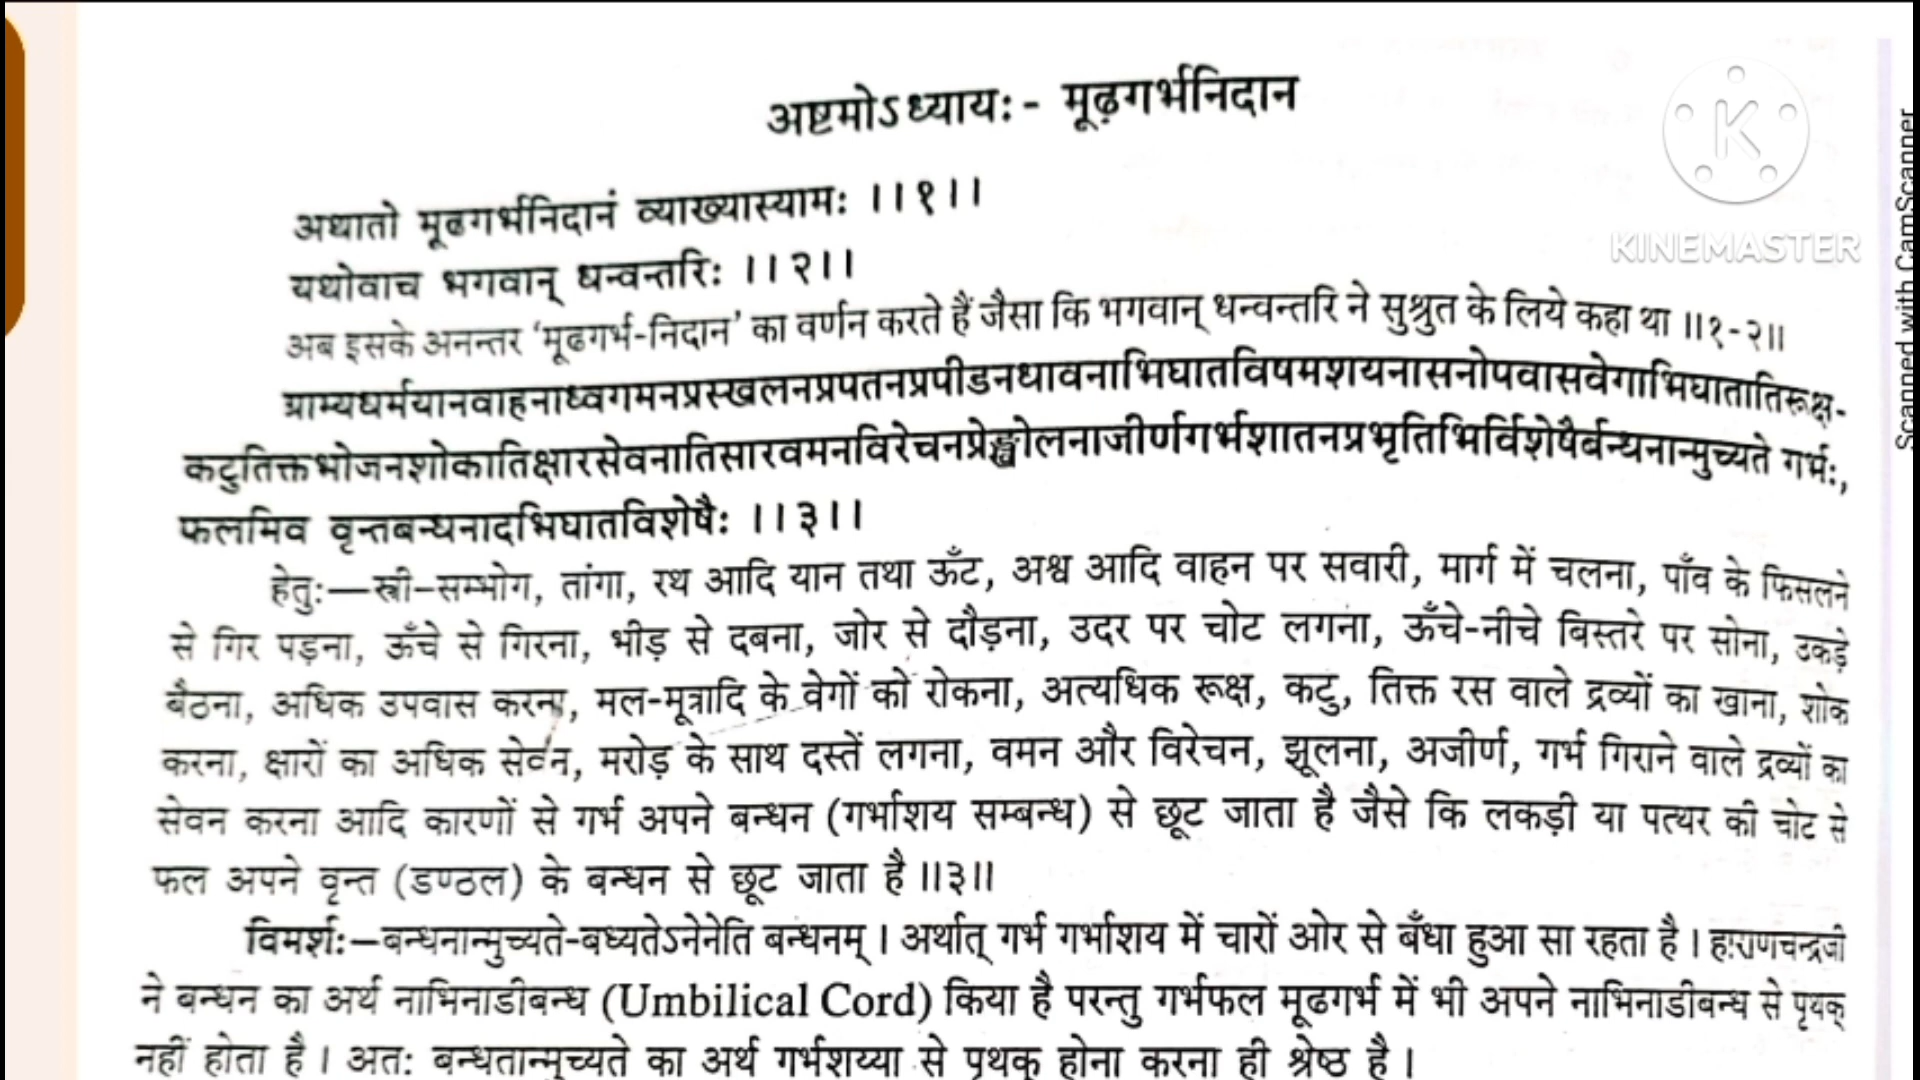 अष्टमोऽध्यायः - मूढ़गर्भनिदान
अथातो मूढगर्भनिदानं व्याख्यास्यामः ।।१।।
यथोवाच भगवान् धन्वन्तरिः ।।२।।
अब इसके अनन्तर ‘मूढगर्भ-निदान’ का वर्णन करते हैं जैसा कि भगवान् धन्वन्तरि ने सुश्रुत के लिये कहा था ॥१-२॥
ग्राम्यधर्मयानवाहनाध्वगमनप्रस्खलनप्रपतनप्रपीडनधावनाभिघातविषमशयनासनोपवासवेगाभिघातातिरूक्ष-
कटुतिक्तभोजनशोकातिक्षारसेवनातिसारवमनविरेचनप्रेङ्खोलनाजीर्णगर्भशातनप्रभृतिभिर्विशेषैर्बन्धनान्मुच्यते गर्भः,
फलमिव वृन्तबन्धनादभिघातविशेषैः ।।३।।
हेतुः—स्त्री-सम्भोग, तांगा, रथ आदि यान तथा ऊँट, अश्व आदि वाहन पर सवारी, मार्ग में चलना, पाँव के फिसलने
से गिर पड़ना, ऊँचे से गिरना, भीड़ से दबना, जोर से दौड़ना, उदर पर चोट लगना, ऊँचे-नीचे बिस्तरे पर सोना, उकड़े
बैठना, अधिक उपवास करना, मल-मूत्रादि के वेगों को रोकना, अत्यधिक रूक्ष, कटु, तिक्त रस वाले द्रव्यों का खाना, शोक
करना, क्षारों का अधिक सेवन, मरोड़ के साथ दस्तें लगना, वमन और विरेचन, झूलना, अजीर्ण, गर्भ गिराने वाले द्रव्यों का
सेवन करना आदि कारणों से गर्भ अपने बन्धन (गर्भाशय सम्बन्ध) से छूट जाता है जैसे कि लकड़ी या पत्थर की चोट से
फल अपने वृन्त (डण्ठल) के बन्धन से छूट जाता है ॥३॥
विमर्शः—बन्धनान्मुच्यते-बध्यतेऽनेनेति बन्धनम् । अर्थात् गर्भ गर्भाशय में चारों ओर से बँधा हुआ सा रहता है । हाराणचन्द्रजी
ने बन्धन का अर्थ नाभिनाडीबन्ध (Umbilical Cord) किया है परन्तु गर्भफल मूढगर्भ में भी अपने नाभिनाडीबन्ध से पृथक्
नहीं होता है । अतः बन्धतान्मुच्यते का अर्थ गर्भशय्या से पृथक् होना करना ही श्रेष्ठ है ।
K
KINEMASTER
Scanned with CamScanner